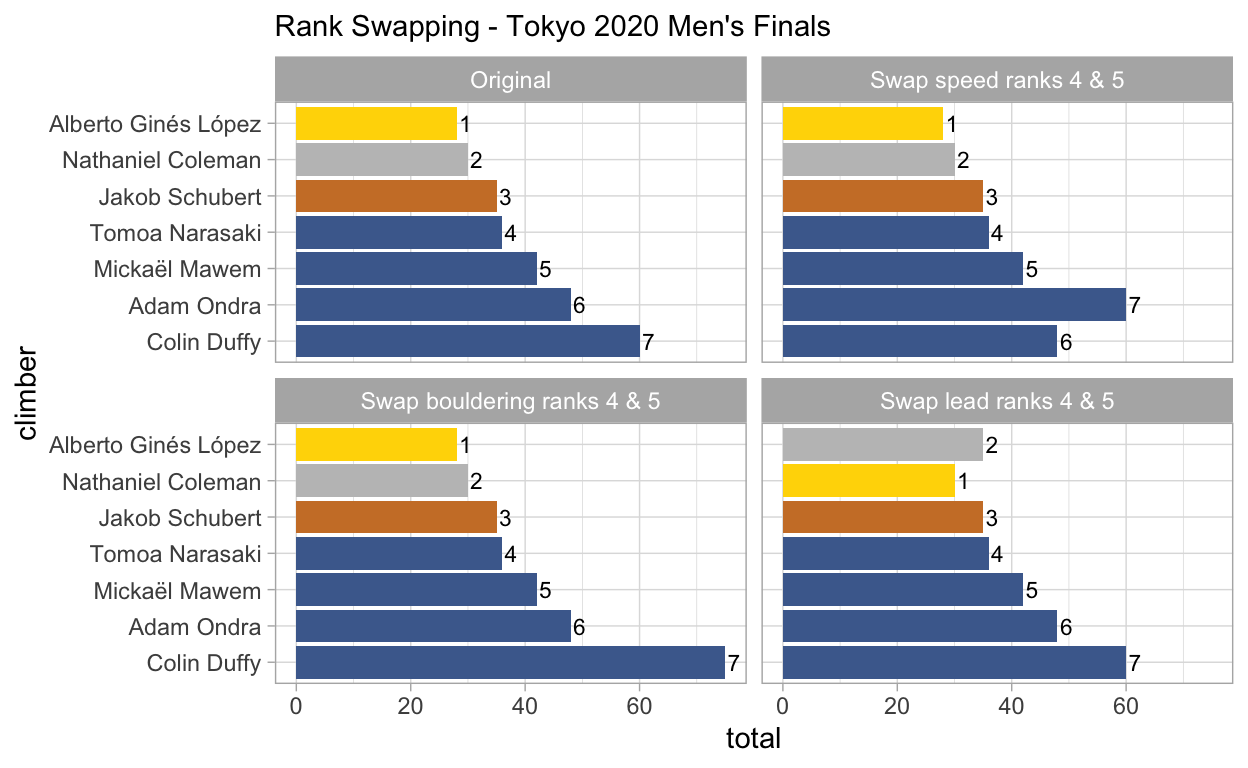 Rank Swapping - Tokyo 2020 Men's Finals
Original
Swap speed ranks 4 & 5
Alberto Ginés López
1
1
Nathaniel Coleman
2
2
Jakob Schubert
3
3
Tomoa Narasaki
4
4
Mickaël Mawem
5
5
Adam Ondra
6
7
Colin Duffy
7
6
climber
Swap bouldering ranks 4 & 5
Swap lead ranks 4 & 5
Alberto Ginés López
1
2
Nathaniel Coleman
2
1
Jakob Schubert
3
3
Tomoa Narasaki
4
4
Mickaël Mawem
5
5
Adam Ondra
6
6
Colin Duffy
7
7
0 20 40 60
0 20 40 60
total